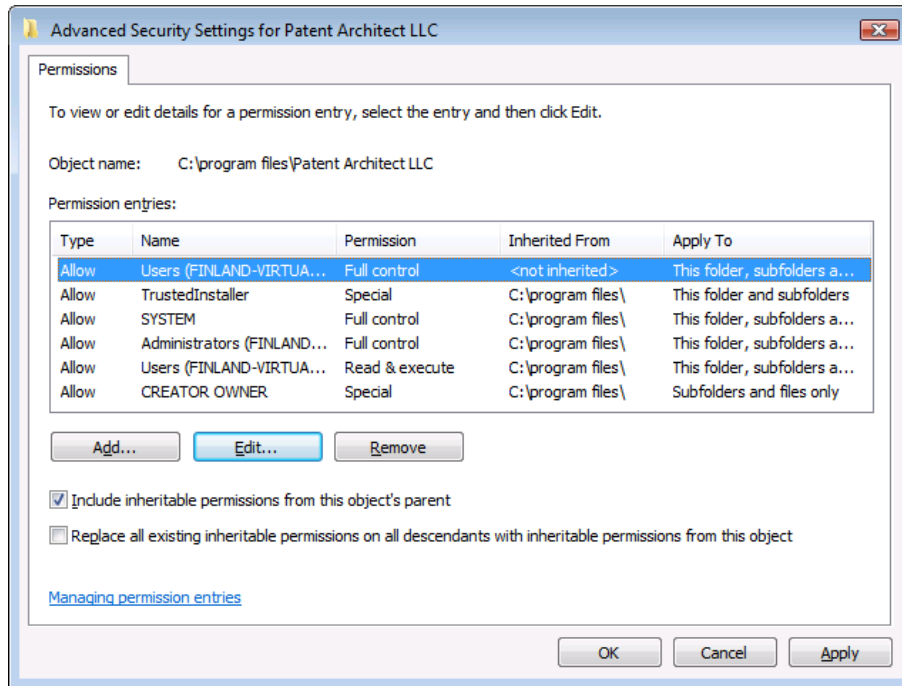 Advanced Security Settings for Patent Architect LLC
Permissions
To view or edit details for a permission entry, select the entry and then click Edit.
Object name: C:\program files\Patent Architect LLC
Permission entries:
Type Name Permission Inherited From Apply To
Allow Users (FINLAND-VIRTUA... Full control <not inherited> This folder, subfolders a...
Allow TrustedInstaller Special C:\program files\ This folder and subfolders
Allow SYSTEM Full control C:\program files\ This folder, subfolders a...
Allow Administrators (FINLAND... Full control C:\program files\ This folder, subfolders a...
Allow Users (FINLAND-VIRTUA... Read & execute C:\program files\ This folder, subfolders a...
Allow CREATOR OWNER Special C:\program files\ Subfolders and files only
Add... Edit... Remove
Include inheritable permissions from this object's parent
Replace all existing inheritable permissions on all descendants with inheritable permissions from this object
Managing permission entries
OK Cancel Apply